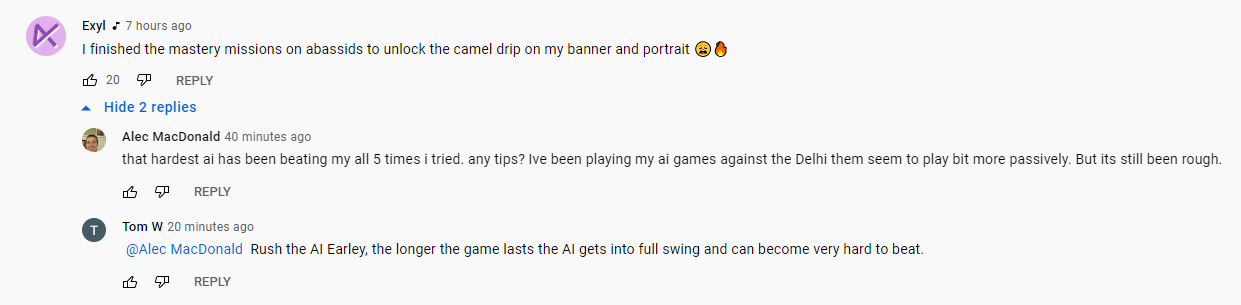 Exyl ♪ 7 hours ago
I finished the mastery missions on abassids to unlock the camel drip on my banner and portrait 😩🔥
20 REPLY
Hide 2 replies
Alec MacDonald 40 minutes ago
that hardest ai has been beating my all 5 times i tried. any tips? Ive been playing my ai games against the Delhi them seem to play bit more passively. But its still been rough.
REPLY
T
Tom W 20 minutes ago
@Alec MacDonald Rush the AI Earley, the longer the game lasts the AI gets into full swing and can become very hard to beat.
REPLY